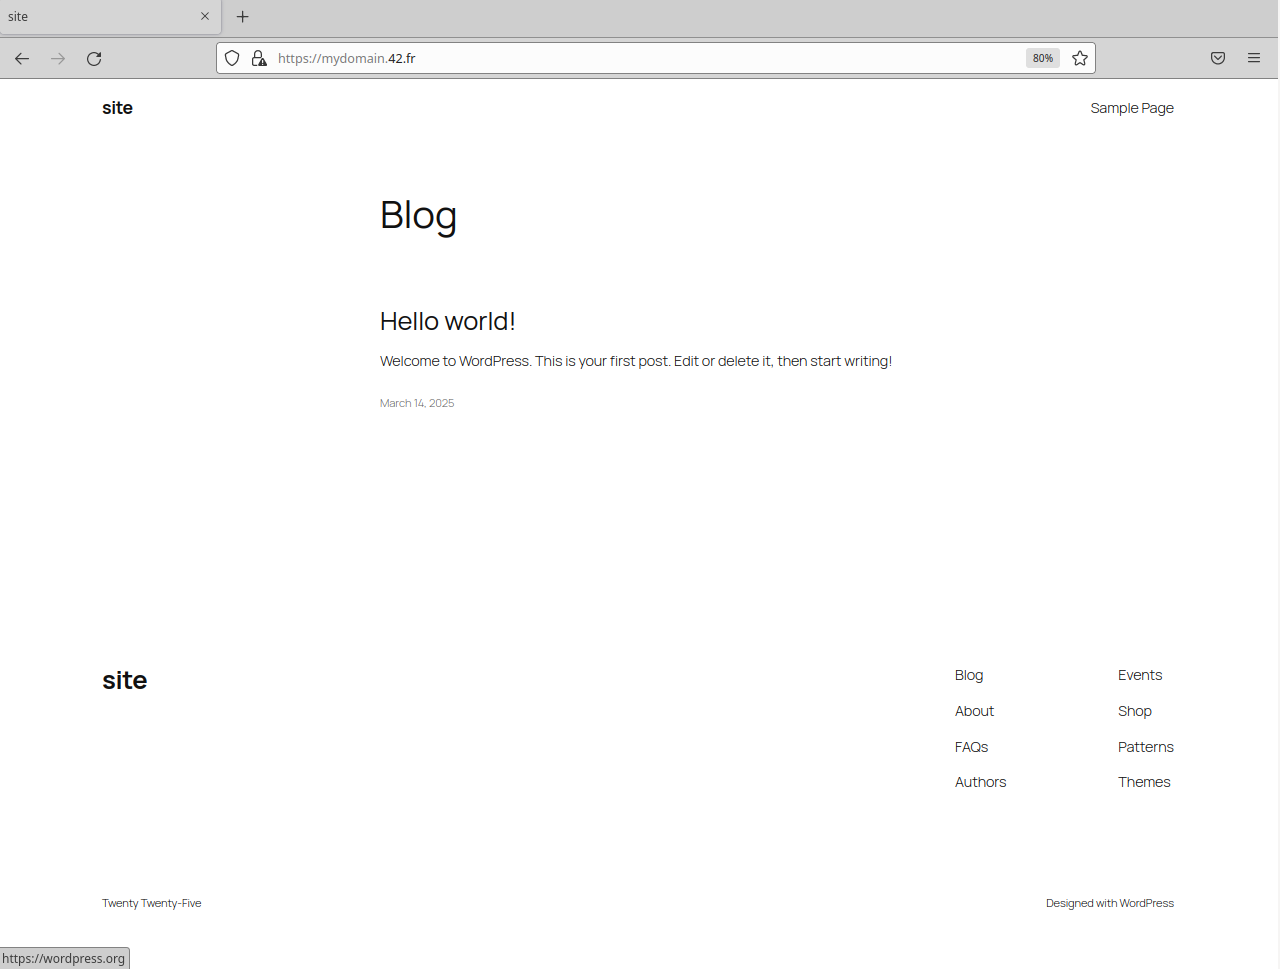 site
https://mydomain.42.fr
80%
site
Sample Page
Blog
Hello world!
Welcome to WordPress. This is your first post. Edit or delete it, then start writing!
March 14, 2025
site
Blog
About
FAQs
Authors
Events
Shop
Patterns
Themes
Twenty Twenty-Five
Designed with WordPress
https://wordpress.org